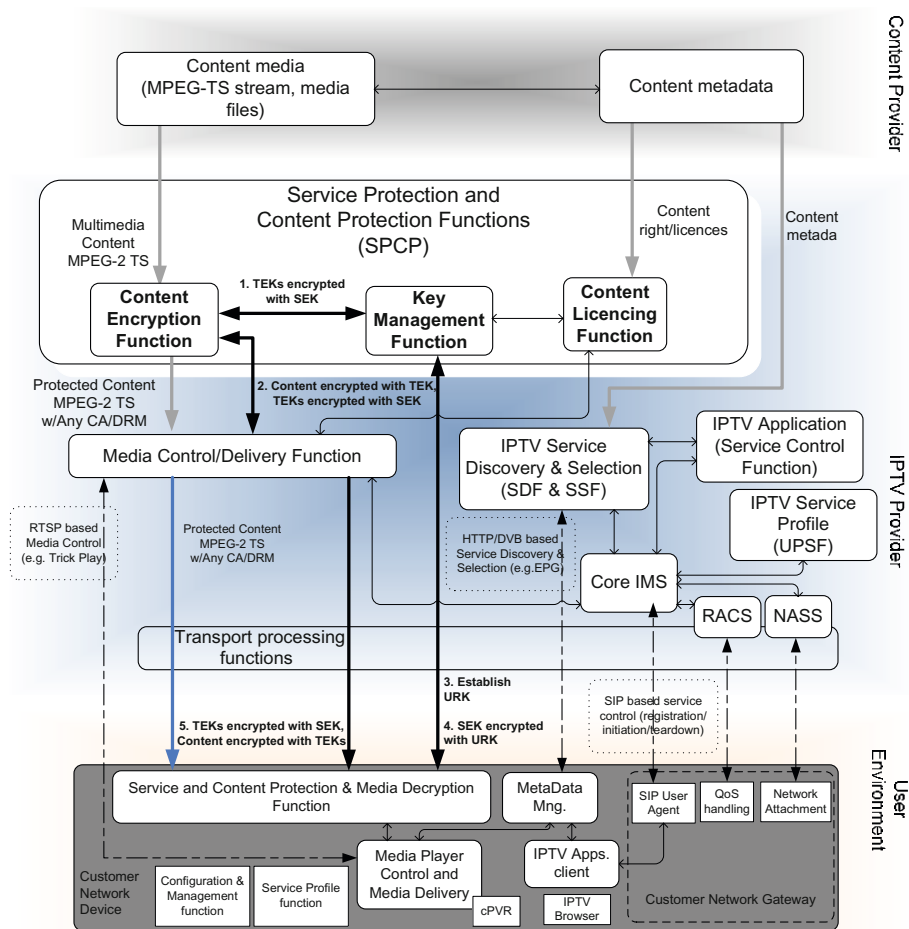 Content Provider
Content media
(MPEG-TS stream, media
files)
Content metadata
Service Protection and
Content Protection Functions
(SPCP)
Multimedia
Content
MPEG-2 TS
Content
right/licences
Content
metada
1. TEKs encrypted
with SEK
Content
Encryption
Function
Key
Management
Function
Content
Licencing
Function
Protected Content
MPEG-2 TS
w/Any CA/DRM
2. Content encrypted with TEK,
TEKs encrypted with SEK
Media Control/Delivery Function
IPTV Service
Discovery & Selection
(SDF & SSF)
IPTV Application
(Service Control
Function)
IPTV Provider
IPTV Service
Profile
(UPSF)
RTSP based
Media Control
(e.g. Trick Play)
Protected Content
MPEG-2 TS
w/Any CA/DRM
HTTP/DVB based
Service Discovery &
Selection (e.g.EPG)
Core IMS
RACS
NASS
Transport processing
functions
3. Establish
URK
SIP based service
control (registration/
initiation/teardown)
5. TEKs encrypted with SEK,
Content encrypted with TEKs
4. SEK encrypted
with URK
User
Environment
Service and Content Protection & Media Decryption
Function
MetaData
Mng.
SIP User
Agent
QoS
handling
Network
Attachment
Media Player
Control and
Media Delivery
IPTV Apps.
client
Customer
Network
Device
Configuration &
Management
function
Service Profile
function
cPVR
IPTV
Browser
Customer Network Gateway